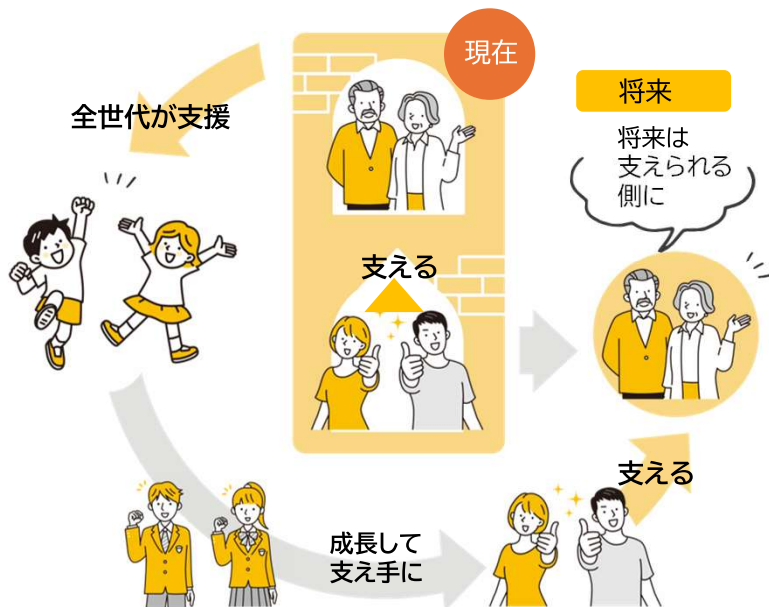 現在
全世代が支援
支える
将来
将来は
支えられる
側に
支える
成長して
支え手に